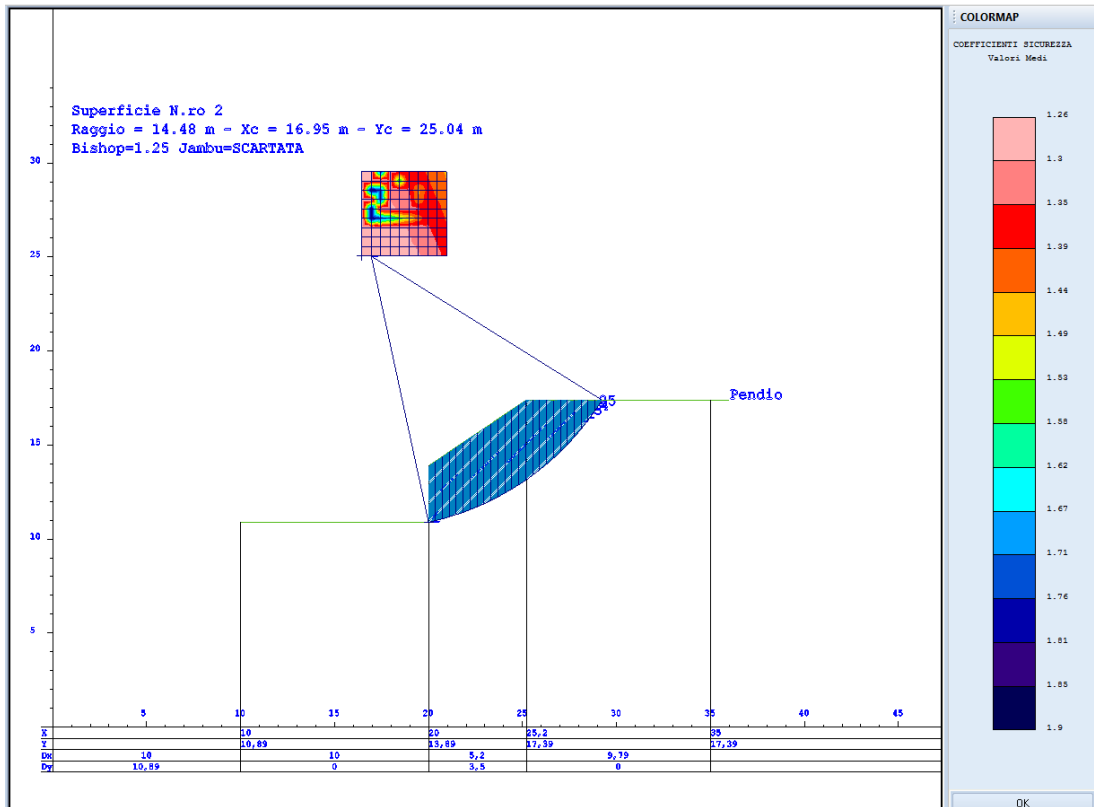 COLORMAP
COEFFICIENTI SICUREZZA
Valori Medi
Superficie N.ro 2
Raggio = 14.48 m - Xc = 16.95 m - Yc = 25.04 m
Bishop=1.25 Jambu=SCARTATA
30
25
20
15
10
5
Pendio
5 10 15 20 25 30 35 40 45
X 10 20 25,2 35
Y 10,89 13,89 17,39 17,39
Dx 10 10 5,2 9,79
Dy 10,89 0 3,5 0
1.26
1.3
1.35
1.39
1.44
1.49
1.53
1.58
1.62
1.67
1.71
1.76
1.81
1.85
1.9
OK